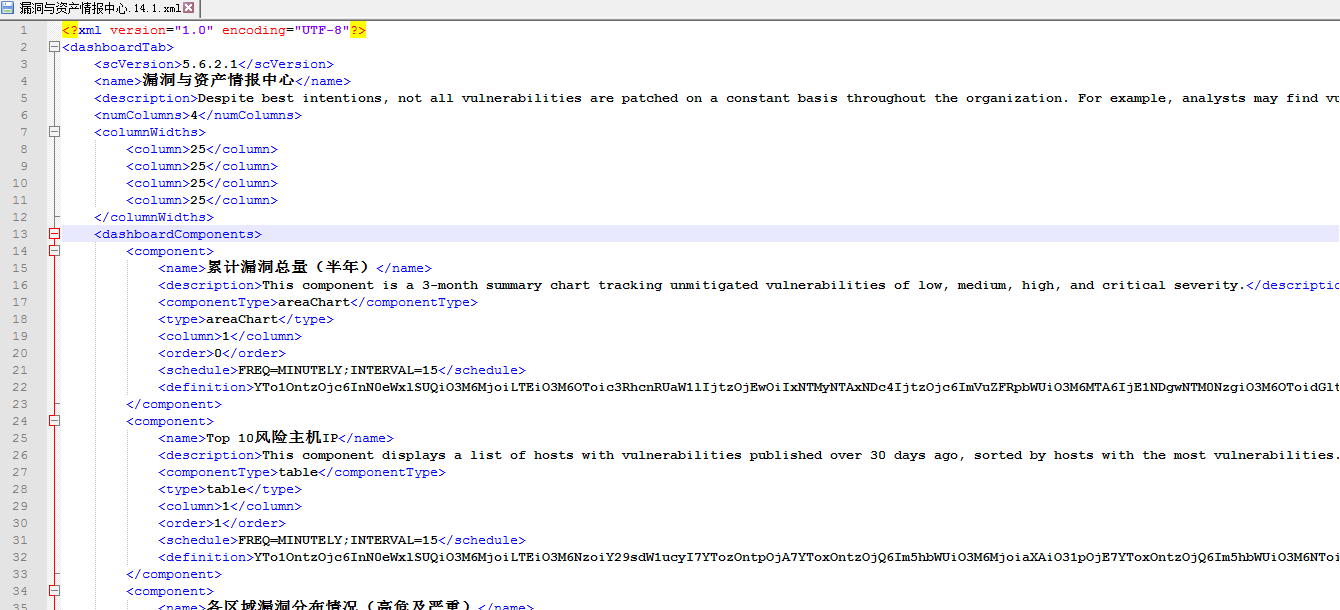 漏洞与资产情报中心.14.1.xml
1 <?xml version="1.0" encoding="UTF-8"?>
2 <dashboardTab>
3 <scVersion>5.6.2.1</scVersion>
4 <name>漏洞与资产情报中心</name>
5 <description>Despite best intentions, not all vulnerabilities are patched on a constant basis throughout the organization. For example, analysts may find vu
6 <numColumns>4</numColumns>
7 <columnWidths>
8 <column>25</column>
9 <column>25</column>
10 <column>25</column>
11 <column>25</column>
12 </columnWidths>
13 <dashboardComponents>
14 <component>
15 <name>累计漏洞总量（半年）</name>
16 <description>This component is a 3-month summary chart tracking unmitigated vulnerabilities of low, medium, high, and critical severity.</descriptio
17 <componentType>areaChart</componentType>
18 <type>areaChart</type>
19 <column>1</column>
20 <order>0</order>
21 <schedule>FREQ=MINUTELY;INTERVAL=15</schedule>
22 <definition>YTo1OntzOjc6InN0eWxlSUQiO3M6MjoiLTEiO3M6OToic3RhcnRUaW1lIjtzOjEwOiIxNTMyNTAxNDc4IjtzOjc6ImVuZFRpbWUiO3M6MTA6IjE1NDgwNTM0NzgiO3M6OToidGlt
23 </component>
24 <component>
25 <name>Top 10风险主机IP</name>
26 <description>This component displays a list of hosts with vulnerabilities published over 30 days ago, sorted by hosts with the most vulnerabilities.
27 <componentType>table</componentType>
28 <type>table</type>
29 <column>1</column>
30 <order>1</order>
31 <schedule>FREQ=MINUTELY;INTERVAL=15</schedule>
32 <definition>YTo1OntzOjc6InN0eWxlSUQiO3M6MjoiLTEiO3M6NzoiY29sdW1ucyI7YTozOntpOjA7YToxOntzOjQ6Im5hbWUiO3M6MjoiaXAiO31pOjE7YToxOntzOjQ6Im5hbWUiO3M6NToi
33 </component>
34 <component>
35 <name>各区域漏洞分布情况（高危及严重）</name>